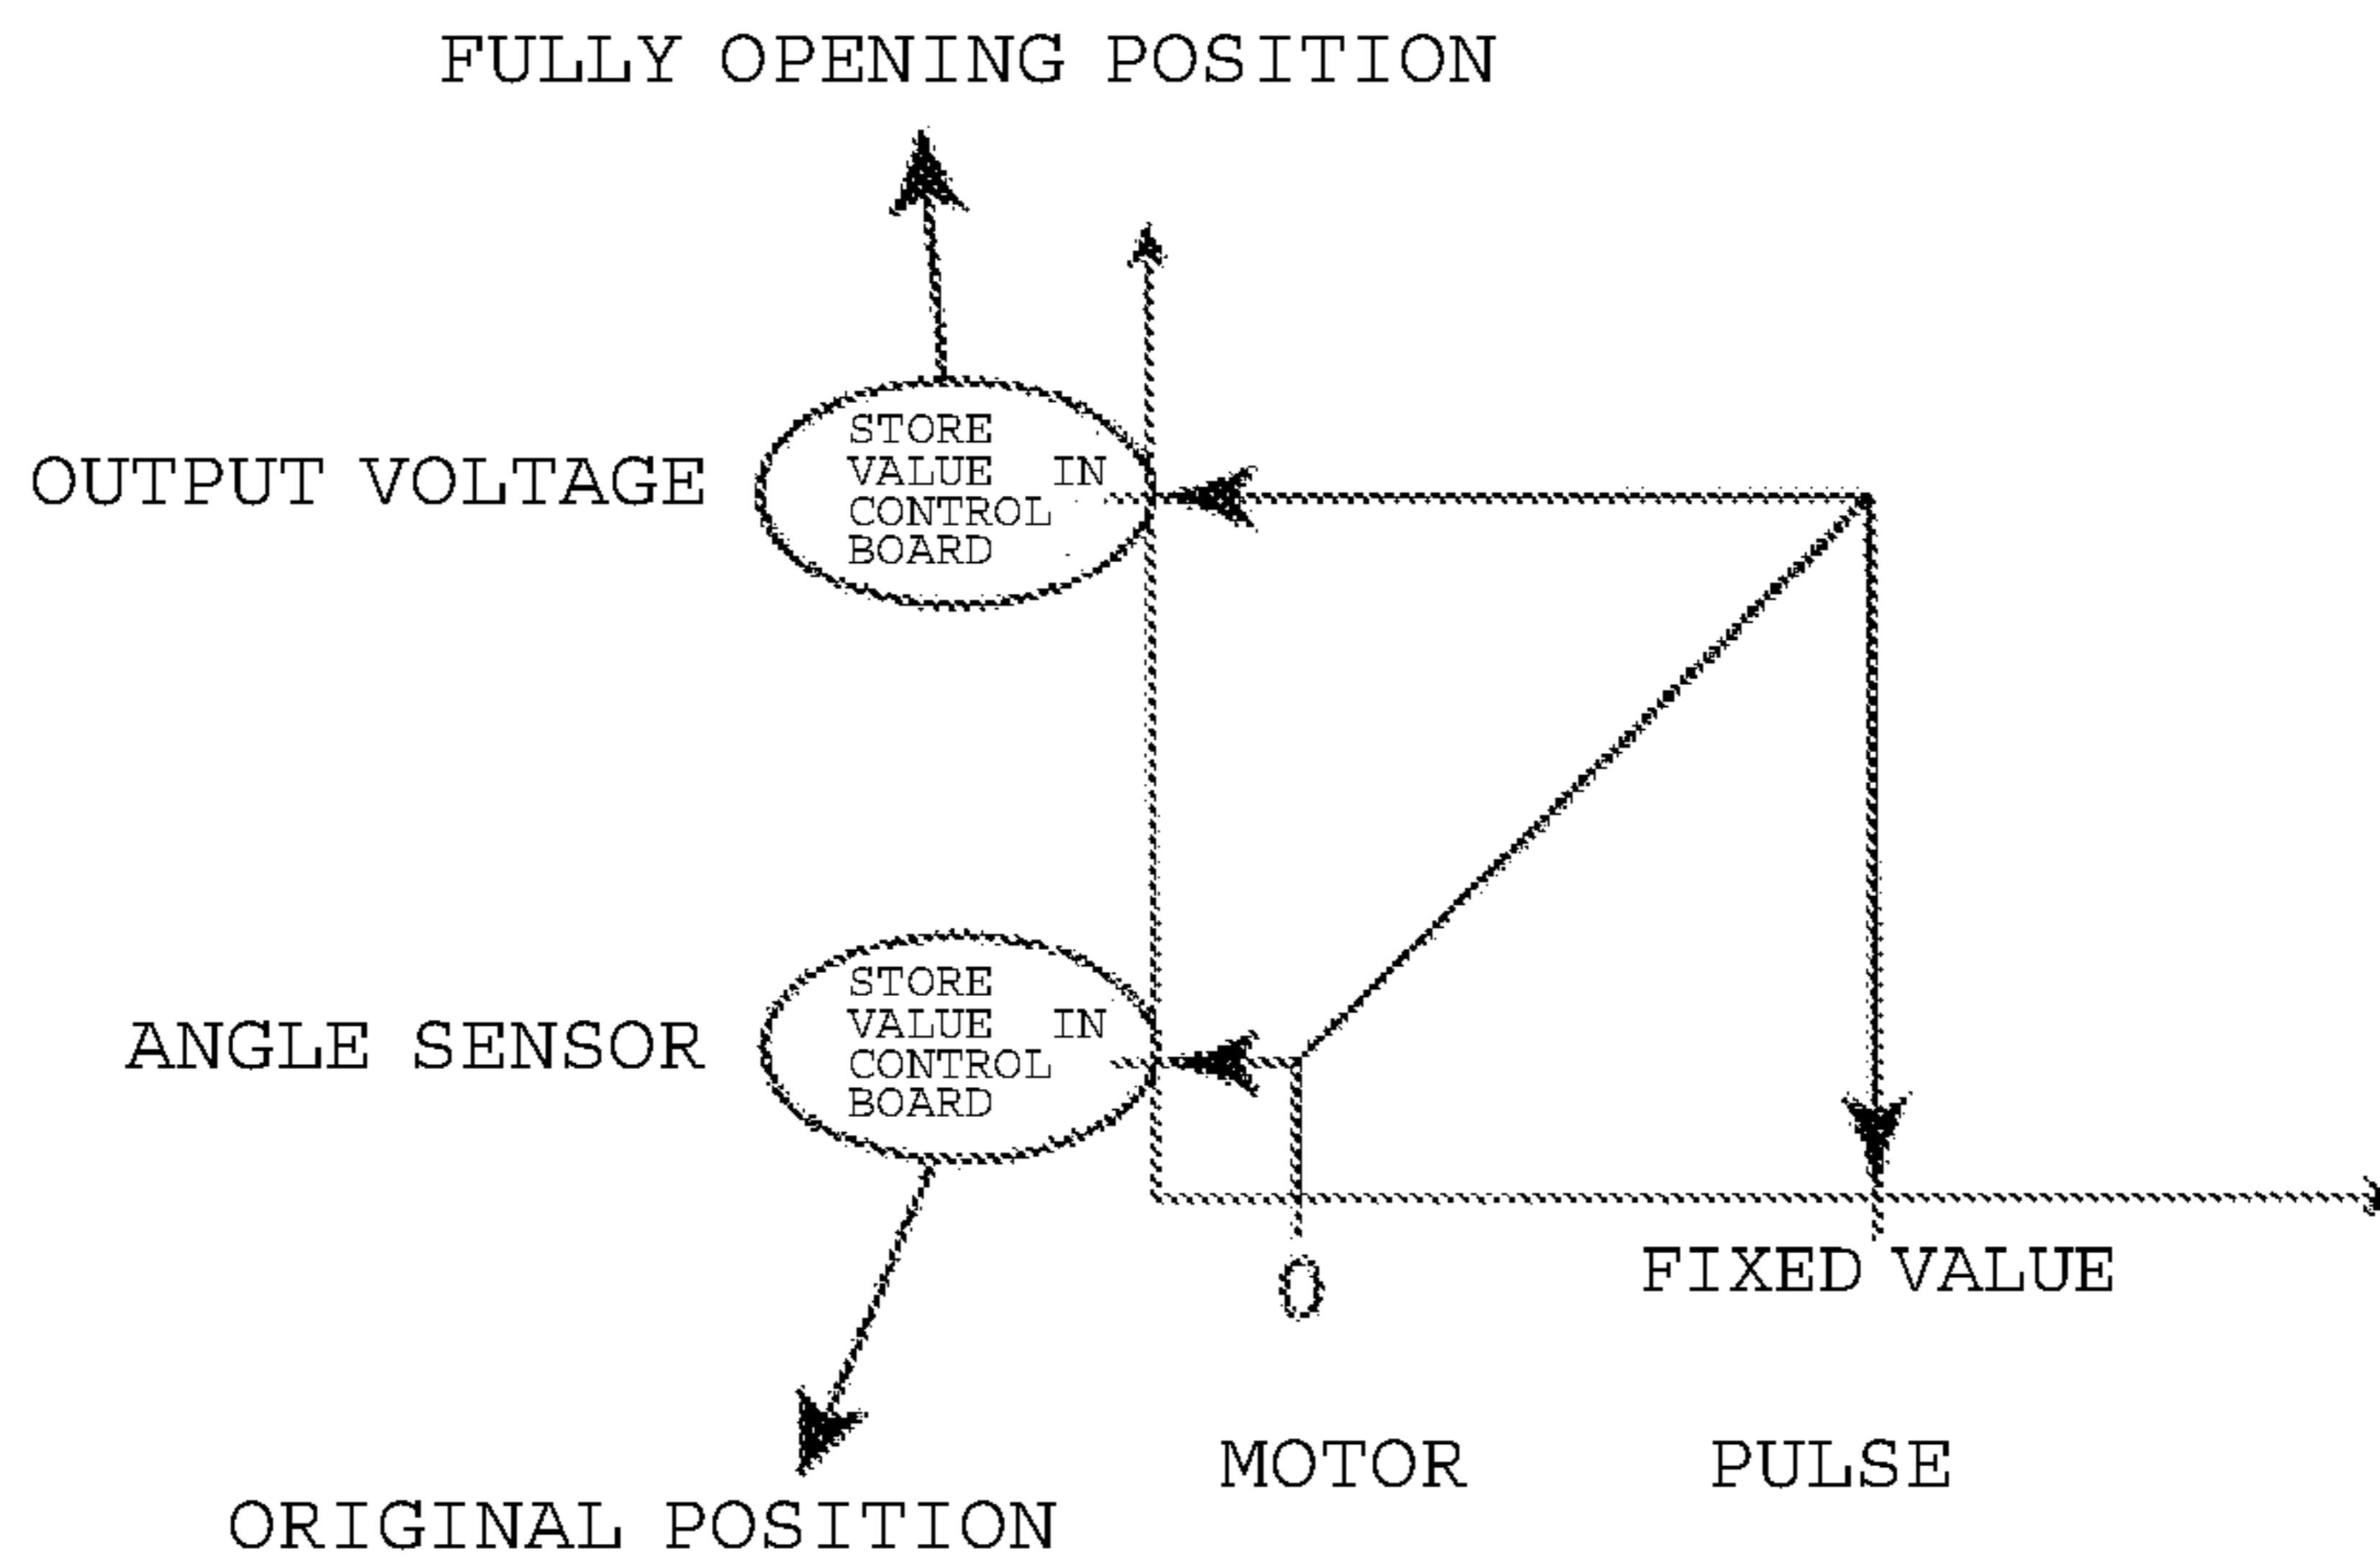 FULLY OPENING POSITION
OUTPUT VOLTAGE
STORE
VALUE IN
CONTROL
BOARD
ANGLE SENSOR
STORE
VALUE IN
CONTROL
BOARD
0
FIXED VALUE
MOTOR PULSE
ORIGINAL POSITION